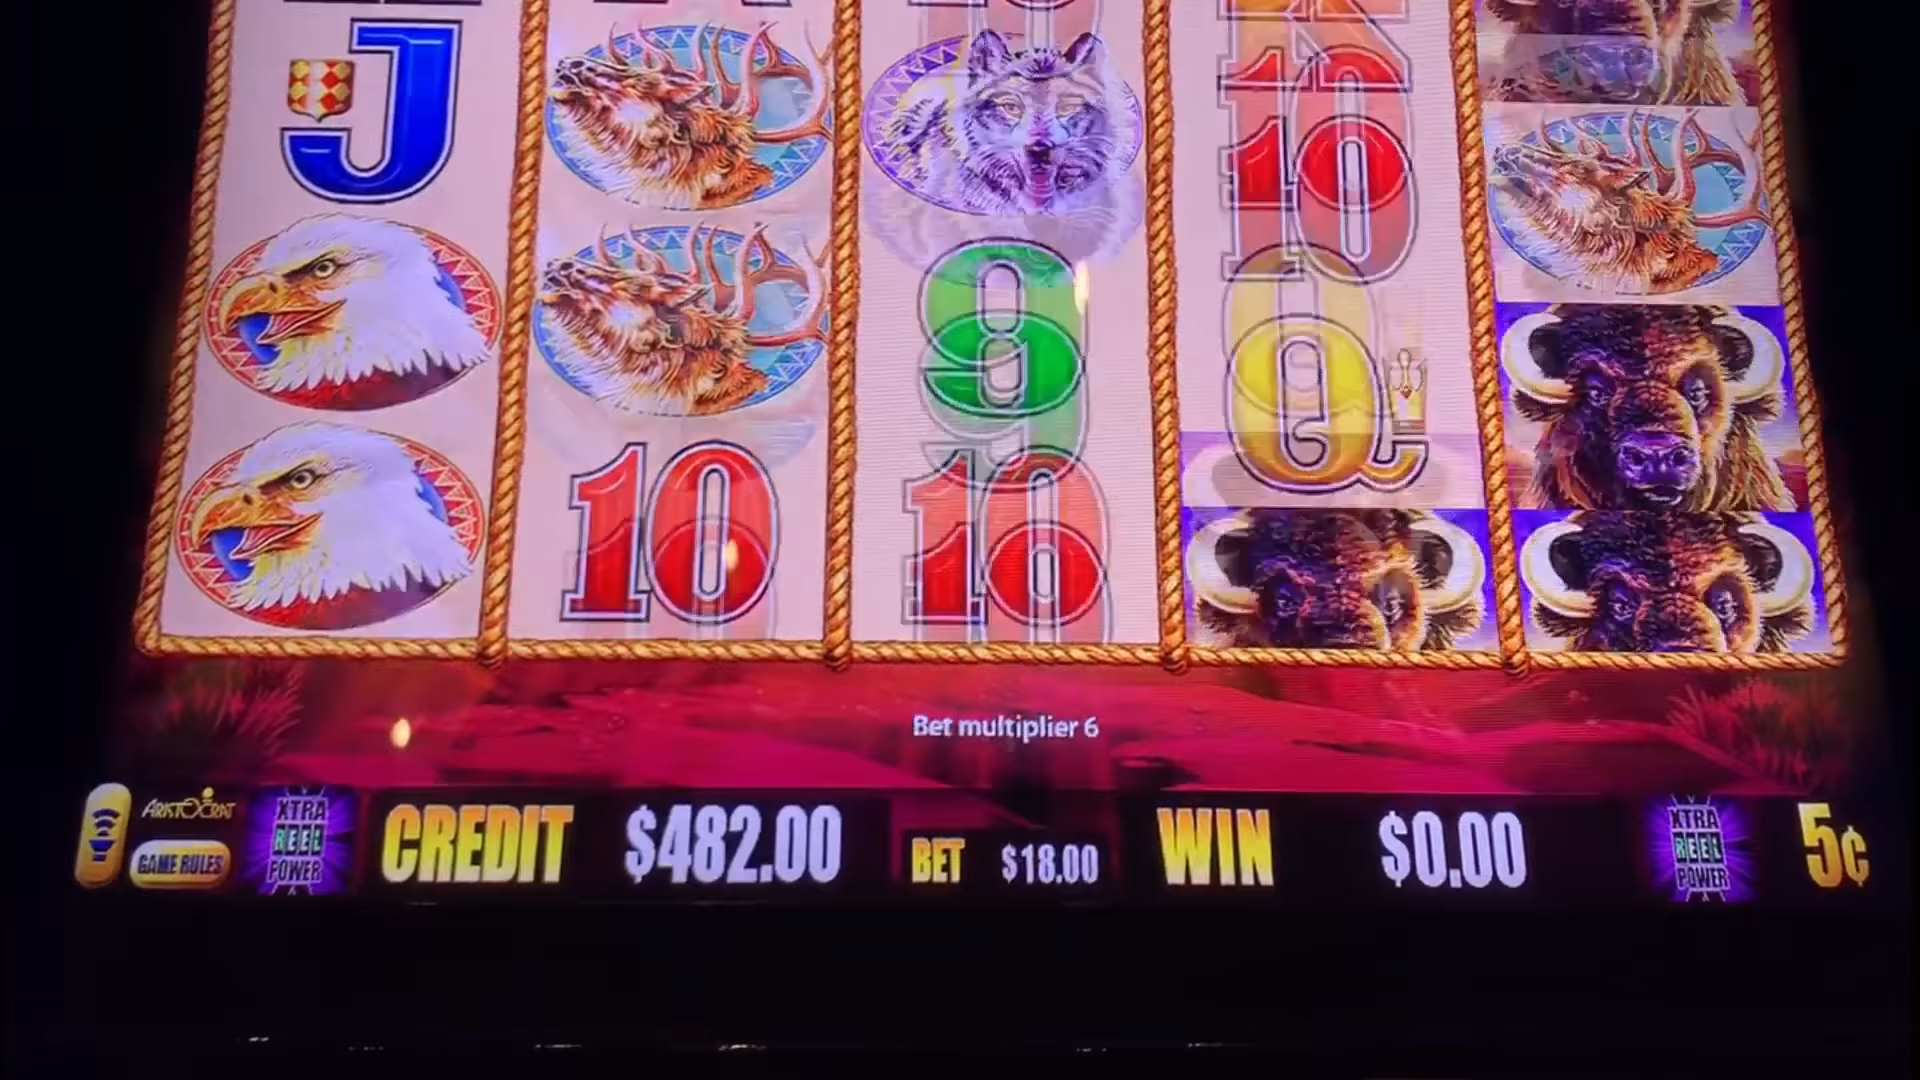 J
10
10
9
Q
10
10
Bet multiplier 6
ARISTOCRAT
GAME RULES
XTRA
REEL
POWER
CREDIT $482.00
BET $18.00
WIN $0.00
XTRA
REEL
POWER
5¢